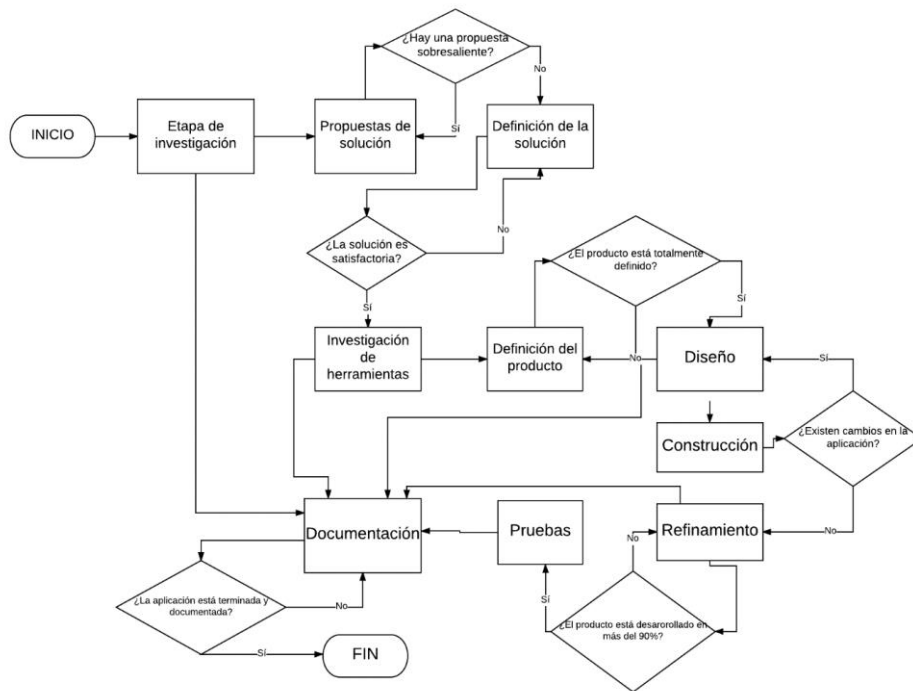 ¿Hay una propuesta
sobresaliente?
No
Sí
INICIO
Etapa de
investigación
Propuestas de
solución
Definición de la
solución
¿La solución es
satisfactoria?
No
Sí
¿El producto está totalmente
definido?
Sí
Investigación
de
herramientas
Definición del
producto
No
Diseño
Sí
Construcción
¿Existen cambios en la
aplicación?
No
Documentación
Pruebas
Refinamiento
No
Sí
¿El producto está desarorollado en
más del 90%?
¿La aplicación está terminada y
documentada?
No
Sí
FIN